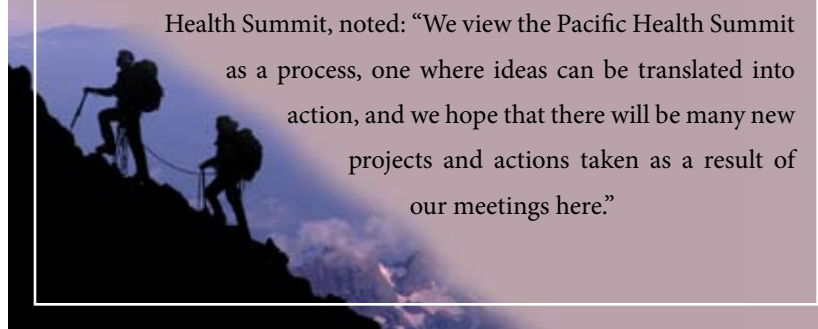 Health Summit, noted: “We view the Pacific Health Summit
as a process, one where ideas can be translated into
action, and we hope that there will be many new
projects and actions taken as a result of
our meetings here.”